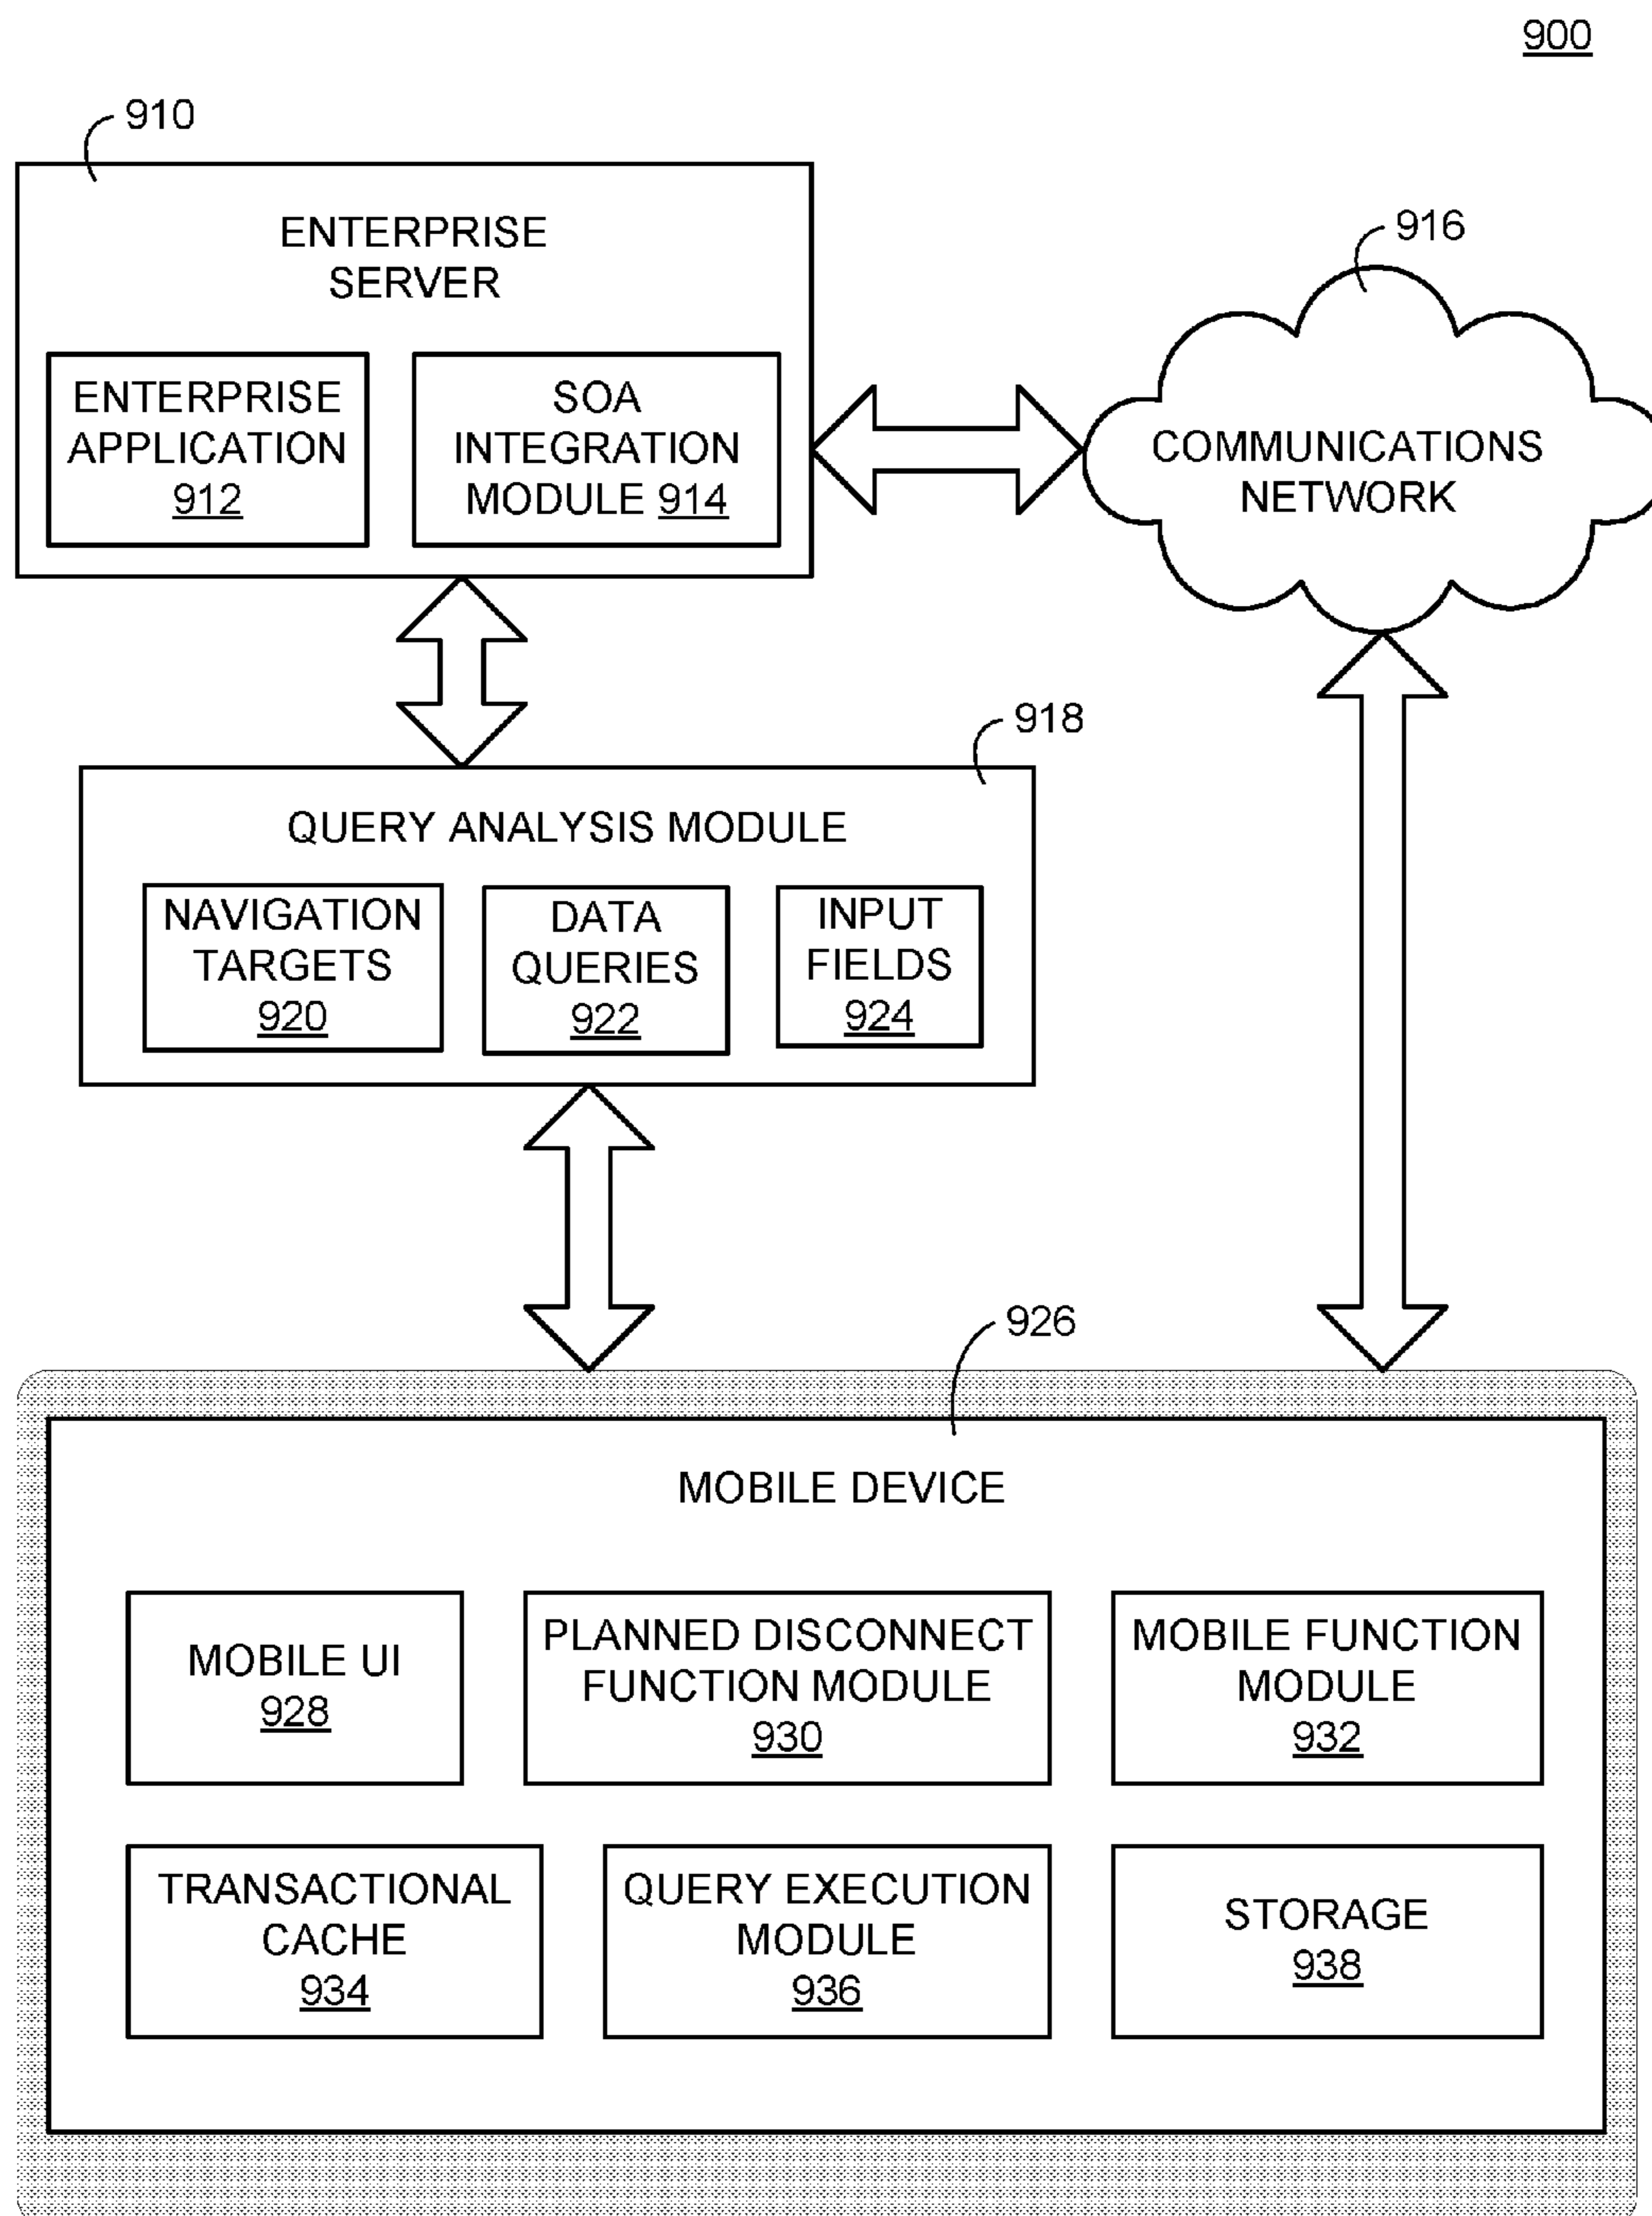 900
910
ENTERPRISE
SERVER
ENTERPRISE
APPLICATION
912
SOA
INTEGRATION
MODULE 914
916
COMMUNICATIONS
NETWORK
918
QUERY ANALYSIS MODULE
NAVIGATION
TARGETS
920
DATA
QUERIES
922
INPUT
FIELDS
924
926
MOBILE DEVICE
MOBILE UI
928
PLANNED DISCONNECT
FUNCTION MODULE
930
MOBILE FUNCTION
MODULE
932
TRANSACTIONAL
CACHE
934
QUERY EXECUTION
MODULE
936
STORAGE
938